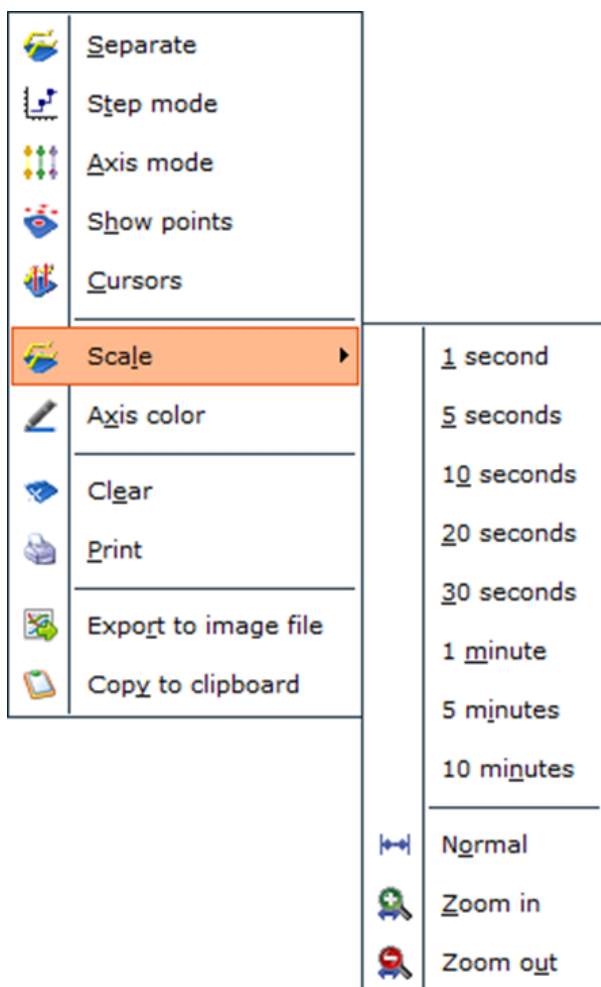 Separate
Step mode
Axis mode
Show points
Cursors
Scale
Axis color
Clear
Print
Export to image file
Copy to clipboard
1 second
5 seconds
10 seconds
20 seconds
30 seconds
1 minute
5 minutes
10 minutes
Normal
Zoom in
Zoom out